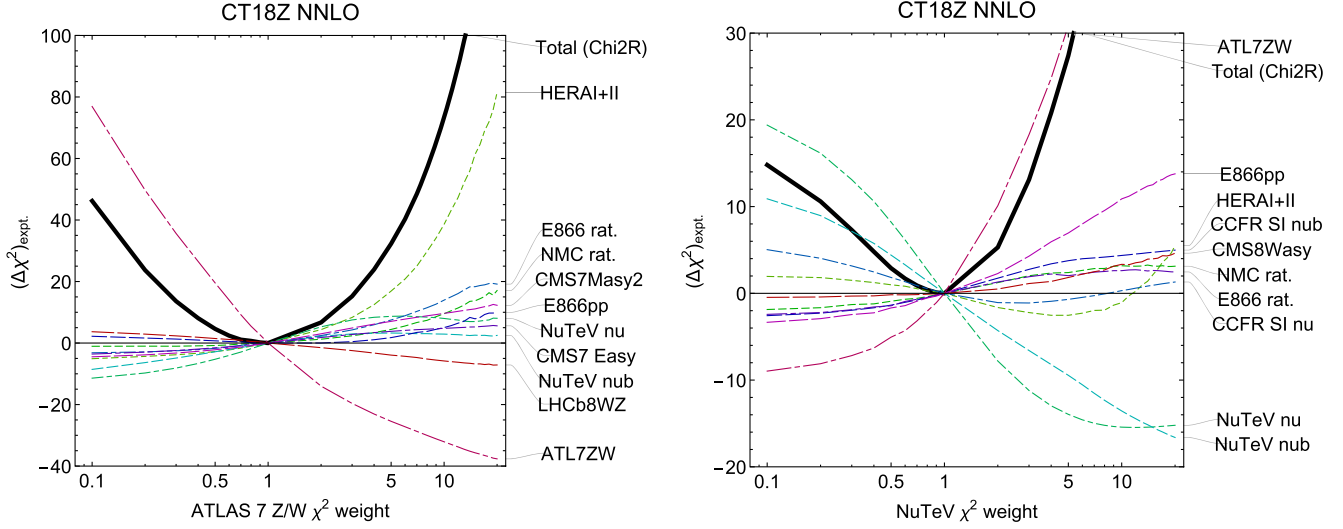 CT18Z NNLO
100
80
60
40
20
0
−20
−40
(Δχ²)expt.
0.1
0.5
1
5
10
ATLAS 7 Z/W χ² weight
Total (Chi2R)
HERAI+II
E866 rat.
NMC rat.
CMS7Masy2
E866pp
NuTeV nu
CMS7 Easy
NuTeV nub
LHCb8WZ
ATL7ZW
CT18Z NNLO
30
20
10
0
−10
−20
(Δχ²)expt.
0.1
0.5
1
5
10
NuTeV χ² weight
ATL7ZW
Total (Chi2R)
E866pp
HERAI+II
CCFR SI nub
CMS8Wasy
NMC rat.
E866 rat.
CCFR SI nu
NuTeV nu
NuTeV nub